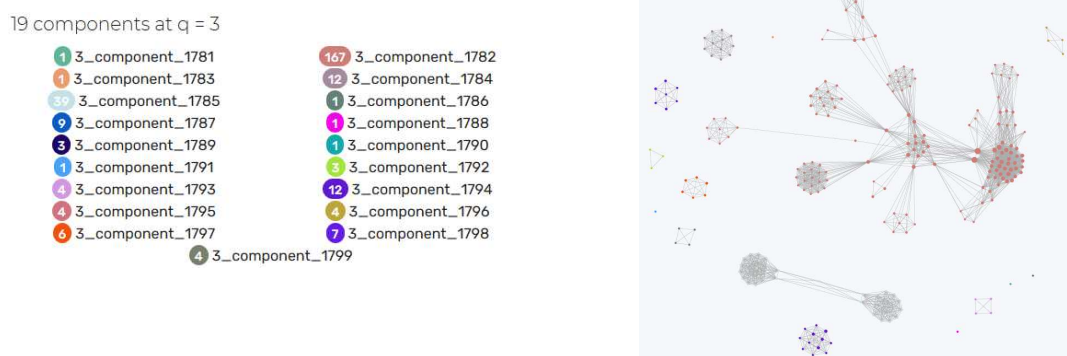 19 components at q = 3
1 3_component_1781 167 3_component_1782
1 3_component_1783 12 3_component_1784
39 3_component_1785 1 3_component_1786
9 3_component_1787 1 3_component_1788
3 3_component_1789 1 3_component_1790
1 3_component_1791 3 3_component_1792
4 3_component_1793 12 3_component_1794
4 3_component_1795 4 3_component_1796
6 3_component_1797 7 3_component_1798
4 3_component_1799